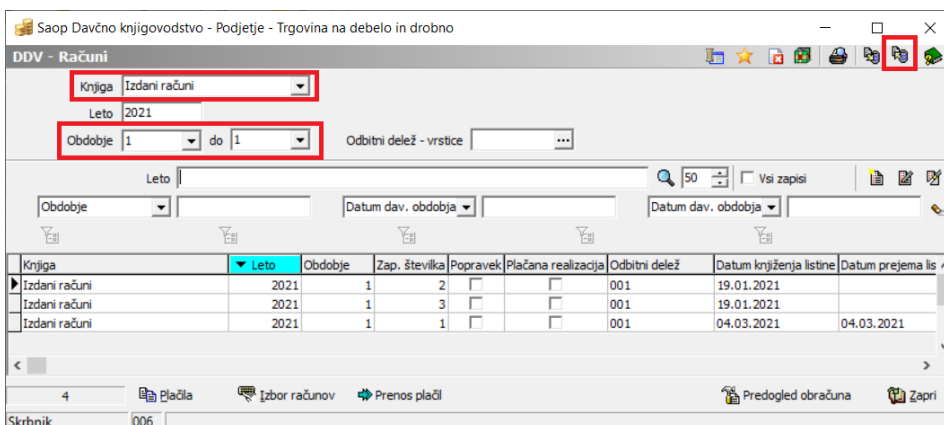 Saop Davčno knjigovodstvo - Podjetje - Trgovina na debelo in drobno
DDV - Računi
Knjiga Izdani računi
Leto 2021
Obdobje 1 do 1 Odbitni delež - vrstice
Leto 50 Vsi zapisi
Obdobje Datum dav. obdobja Datum dav. obdobja
Knjiga Leto Obdobje Zap. številka Popravek Plačana realizacija Odbitni delež Datum knjiženja listine Datum prejema lis
Izdani računi 2021 1 2 001 19.01.2021
Izdani računi 2021 1 3 001 19.01.2021
Izdani računi 2021 1 1 001 04.03.2021 04.03.2021
4 Plačila Izbor računov Prenos plačil Predogled obračuna Zapri
Skrbnik 006